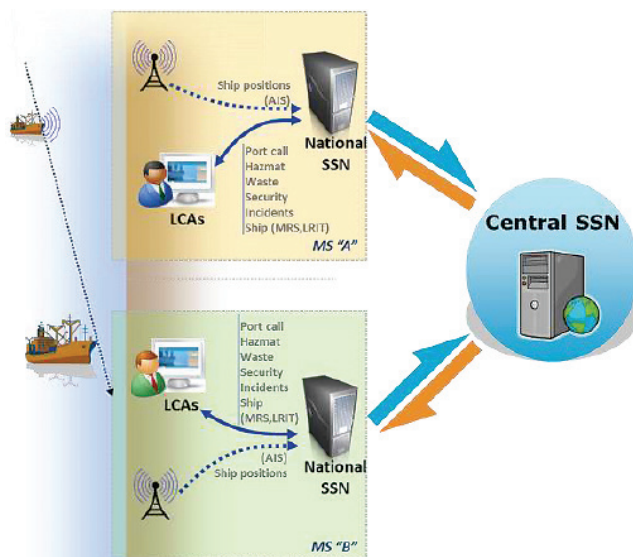 Ship positions
(AIS)
National
SSN
Port call
Hazmat
Waste
Security
Incidents
Ship (MRS,LRIT)
LCAs
MS "A"
Central SSN
Port call
Hazmat
Waste
Security
Incidents
Ship
(MRS,LRIT)
LCAs
(AIS)
Ship positions
National
SSN
MS "B"